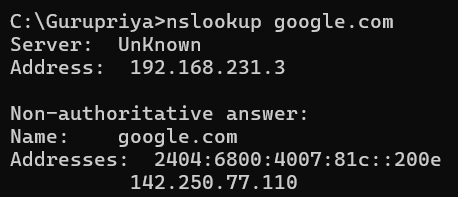 C:\Gurupriya>nslookup google.com
Server:  UnKnown
Address:  192.168.231.3

Non-authoritative answer:
Name:    google.com
Addresses:  2404:6800:4007:81c::200e
          142.250.77.110